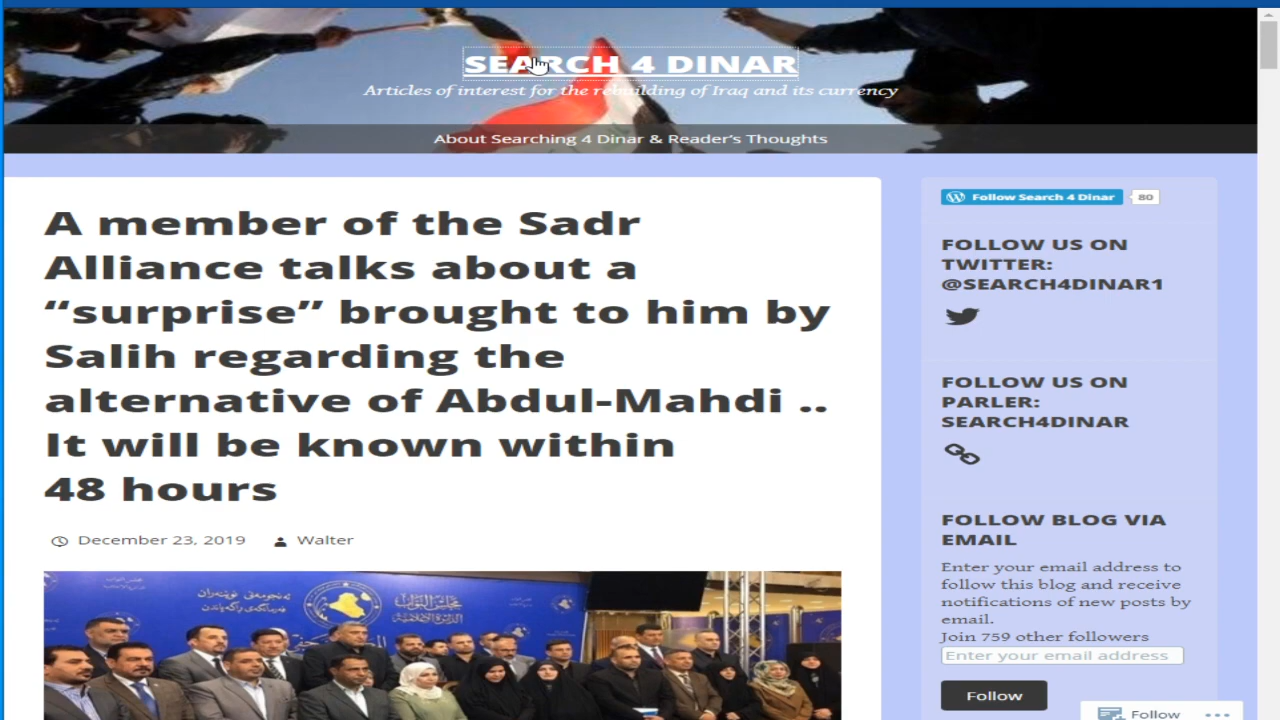 SEARCH 4 DINAR
Articles of interest for the rebuilding of Iraq and its currency
About Searching 4 Dinar & Reader's Thoughts
A member of the Sadr
Alliance talks about a
“surprise” brought to him by
Salih regarding the
alternative of Abdul-Mahdi ..
It will be known within
48 hours
December 23, 2019 Walter
مجلس النواب
الدائرة الاعلامية
Follow Search 4 Dinar 80
FOLLOW US ON
TWITTER:
@SEARCH4DINAR1
FOLLOW US ON
PARLER:
SEARCH4DINAR
FOLLOW BLOG VIA
EMAIL
Enter your email address to
follow this blog and receive
notifications of new posts by
email.
Join 759 other followers
Enter your email address
Follow
Follow